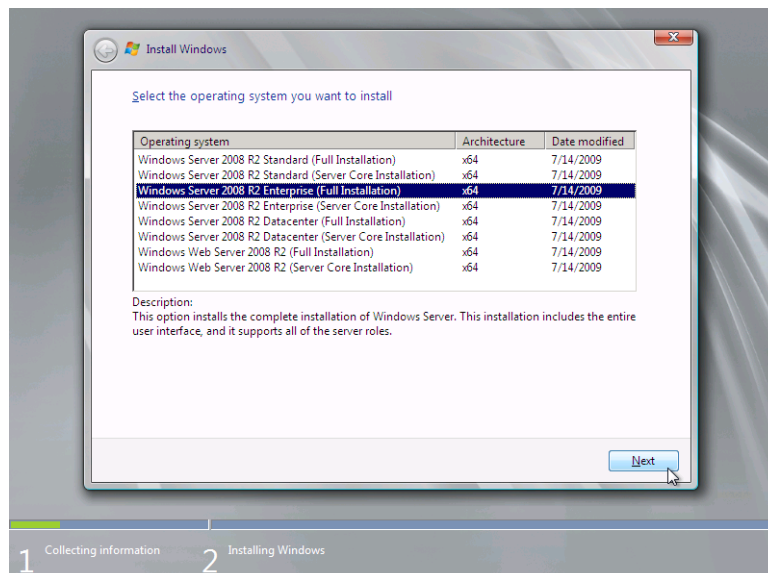 Install Windows
Select the operating system you want to install
Operating system Architecture Date modified
Windows Server 2008 R2 Standard (Full Installation) x64 7/14/2009
Windows Server 2008 R2 Standard (Server Core Installation) x64 7/14/2009
Windows Server 2008 R2 Enterprise (Full Installation) x64 7/14/2009
Windows Server 2008 R2 Enterprise (Server Core Installation) x64 7/14/2009
Windows Server 2008 R2 Datacenter (Full Installation) x64 7/14/2009
Windows Server 2008 R2 Datacenter (Server Core Installation) x64 7/14/2009
Windows Web Server 2008 R2 (Full Installation) x64 7/14/2009
Windows Web Server 2008 R2 (Server Core Installation) x64 7/14/2009
Description:
This option installs the complete installation of Windows Server. This installation includes the entire
user interface, and it supports all of the server roles.
Next
1 Collecting information 2 Installing Windows